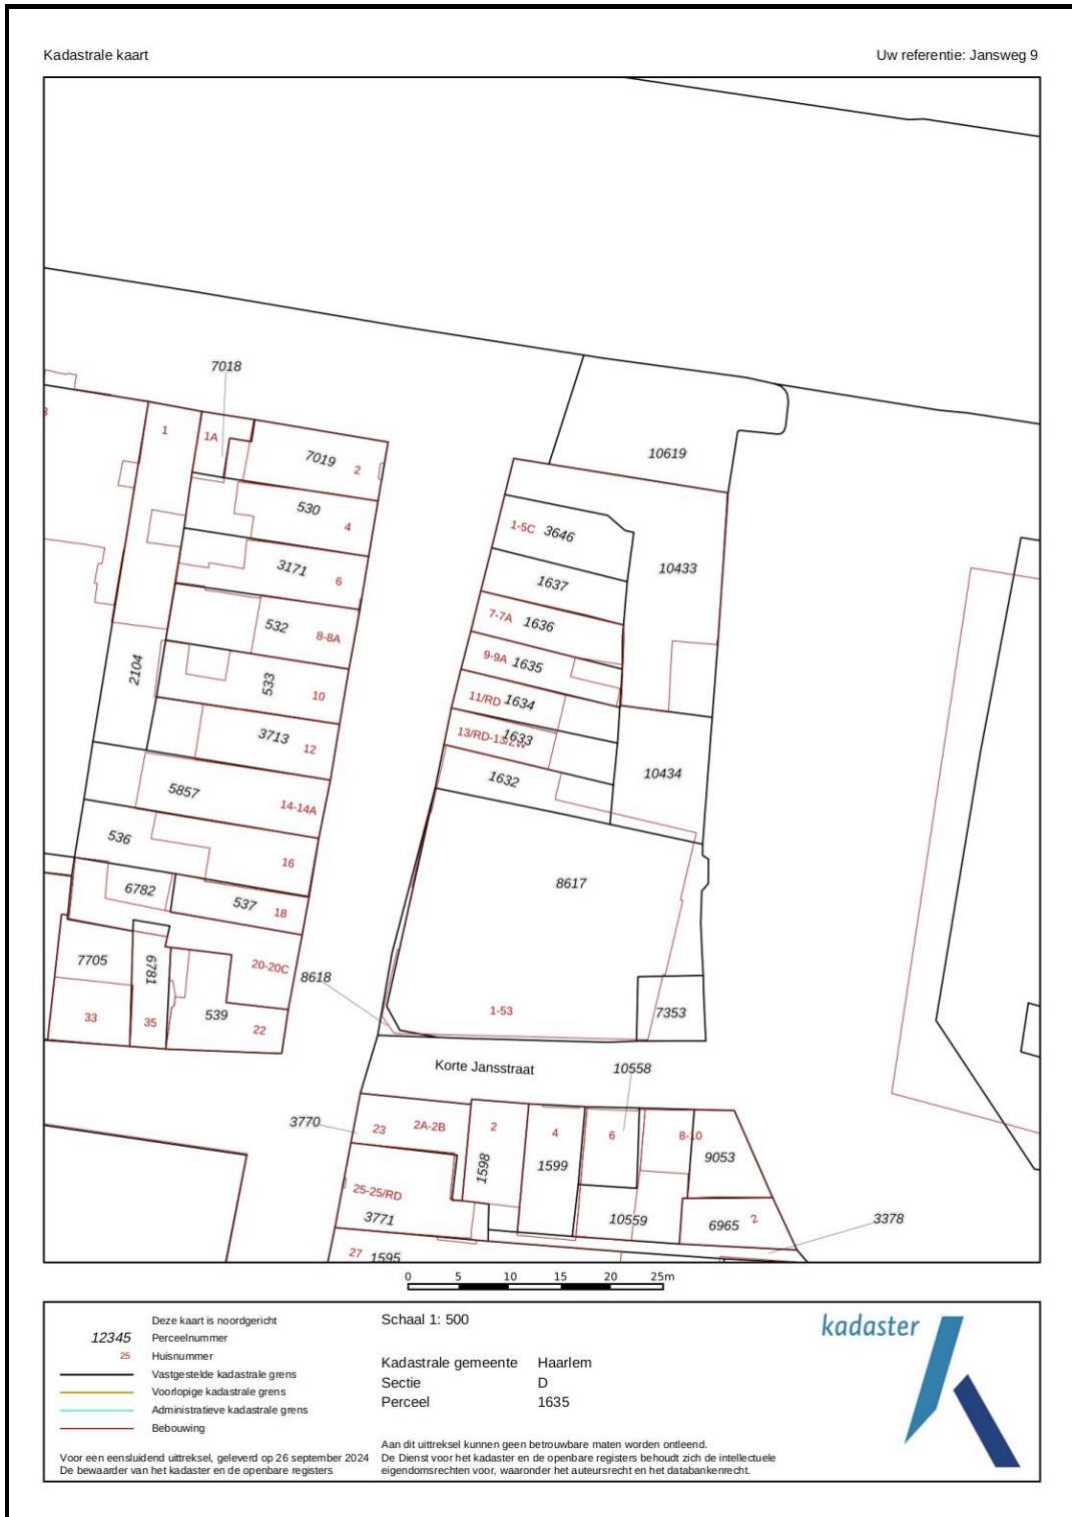 Kadastrale kaart
Uw referentie: Jansweg 9
7018
1
1A
7019
2
10619
530
4
1-5C 3646
3171
6
1637
10433
7-7A 1636
532
8-8A
9-9A 1635
2104
533
10
11/RD 1634
3713
12
13/RD-13/ZW
1633
10434
1632
5857
14-14A
536
16
8617
6782
537
18
7705
6781
20-20C
8618
33
35
539
22
1-53
7353
Korte Jansstraat
10558
3770
23
2A-2B
2
4
6
8-10
1598
1599
9053
25-25/RD
3771
10559
6965
2
3378
27
1595
0 5 10 15 20 25m
Deze kaart is noordgericht
12345 Perceelnummer
25 Huisnummer
Vastgestelde kadastrale grens
Voorlopige kadastrale grens
Administratieve kadastrale grens
Bebouwing
Voor een eensluidend uittreksel, geleverd op 26 september 2024
De bewaarder van het kadaster en de openbare registers
Schaal 1: 500
Kadastrale gemeente Haarlem
Sectie D
Perceel 1635
Aan dit uittreksel kunnen geen betrouwbare maten worden ontleend.
De Dienst voor het kadaster en de openbare registers behoudt zich de intellectuele
eigendomsrechten voor, waaronder het auteursrecht en het databankenrecht.
kadaster